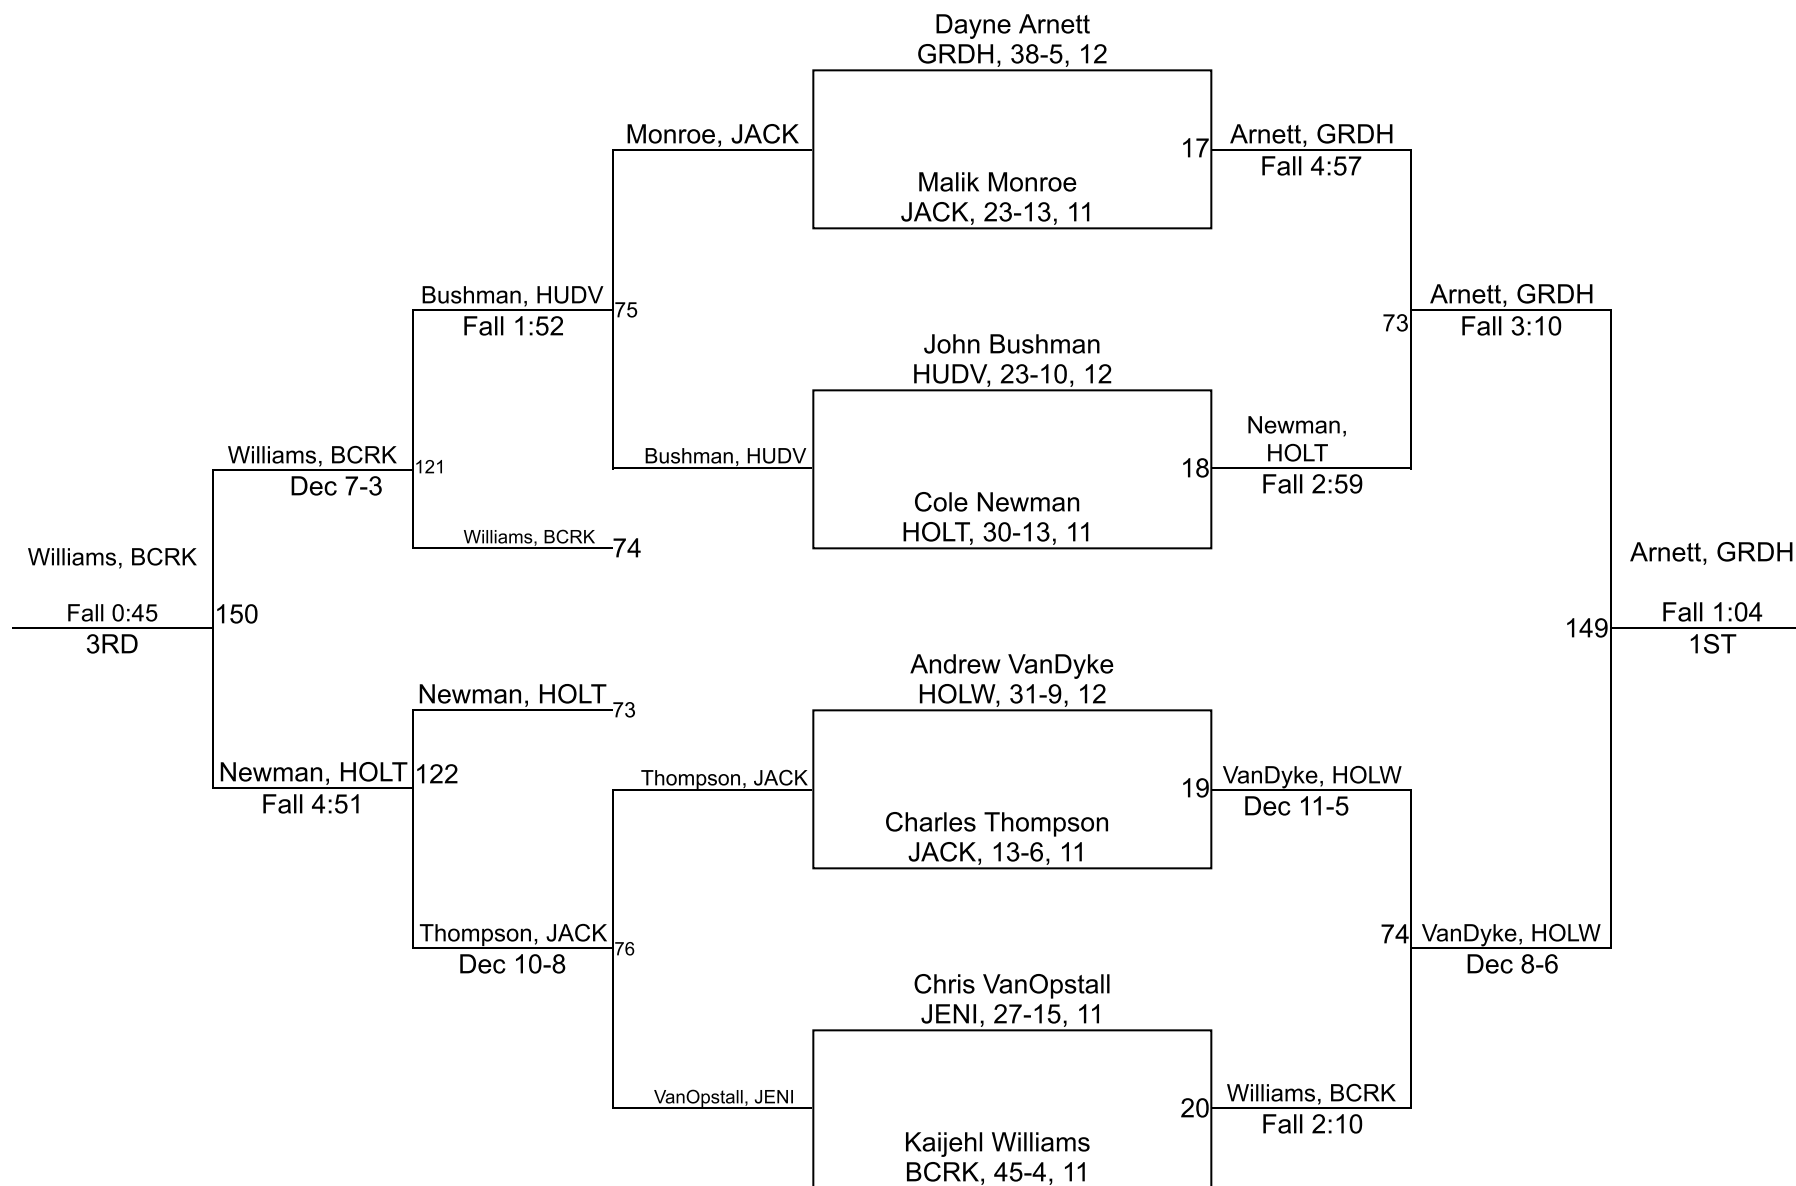 Dayne Arnett
GRDH, 38-5, 12
Monroe, JACK
17
Arnett, GRDH
Fall 4:57
Malik Monroe
JACK, 23-13, 11
Bushman, HUDV
Fall 1:52
75
73
Arnett, GRDH
Fall 3:10
John Bushman
HUDV, 23-10, 12
Williams, BCRK
Dec 7-3
121
Bushman, HUDV
18
Newman,
HOLT
Fall 2:59
Cole Newman
HOLT, 30-13, 11
Williams, BCRK
74
Williams, BCRK
Fall 0:45
3RD
150
149
Arnett, GRDH
Fall 1:04
1ST
Andrew VanDyke
HOLW, 31-9, 12
Newman, HOLT
73
Newman, HOLT
Fall 4:51
122
Thompson, JACK
19
VanDyke, HOLW
Dec 11-5
Charles Thompson
JACK, 13-6, 11
Thompson, JACK
Dec 10-8
76
74
VanDyke, HOLW
Dec 8-6
Chris VanOpstall
JENI, 27-15, 11
VanOpstall, JENI
20
Williams, BCRK
Fall 2:10
Kaijehl Williams
BCRK, 45-4, 11